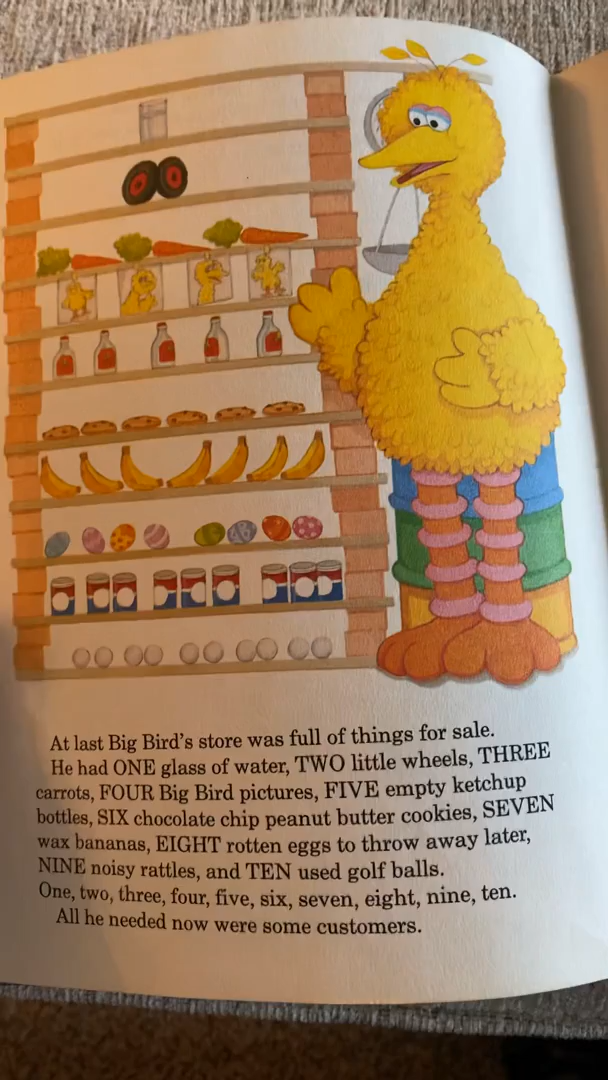 At last Big Bird's store was full of things for sale.
He had ONE glass of water, TWO little wheels, THREE
carrots, FOUR Big Bird pictures, FIVE empty ketchup
bottles, SIX chocolate chip peanut butter cookies, SEVEN
wax bananas, EIGHT rotten eggs to throw away later,
NINE noisy rattles, and TEN used golf balls.
One, two, three, four, five, six, seven, eight, nine, ten.
All he needed now were some customers.